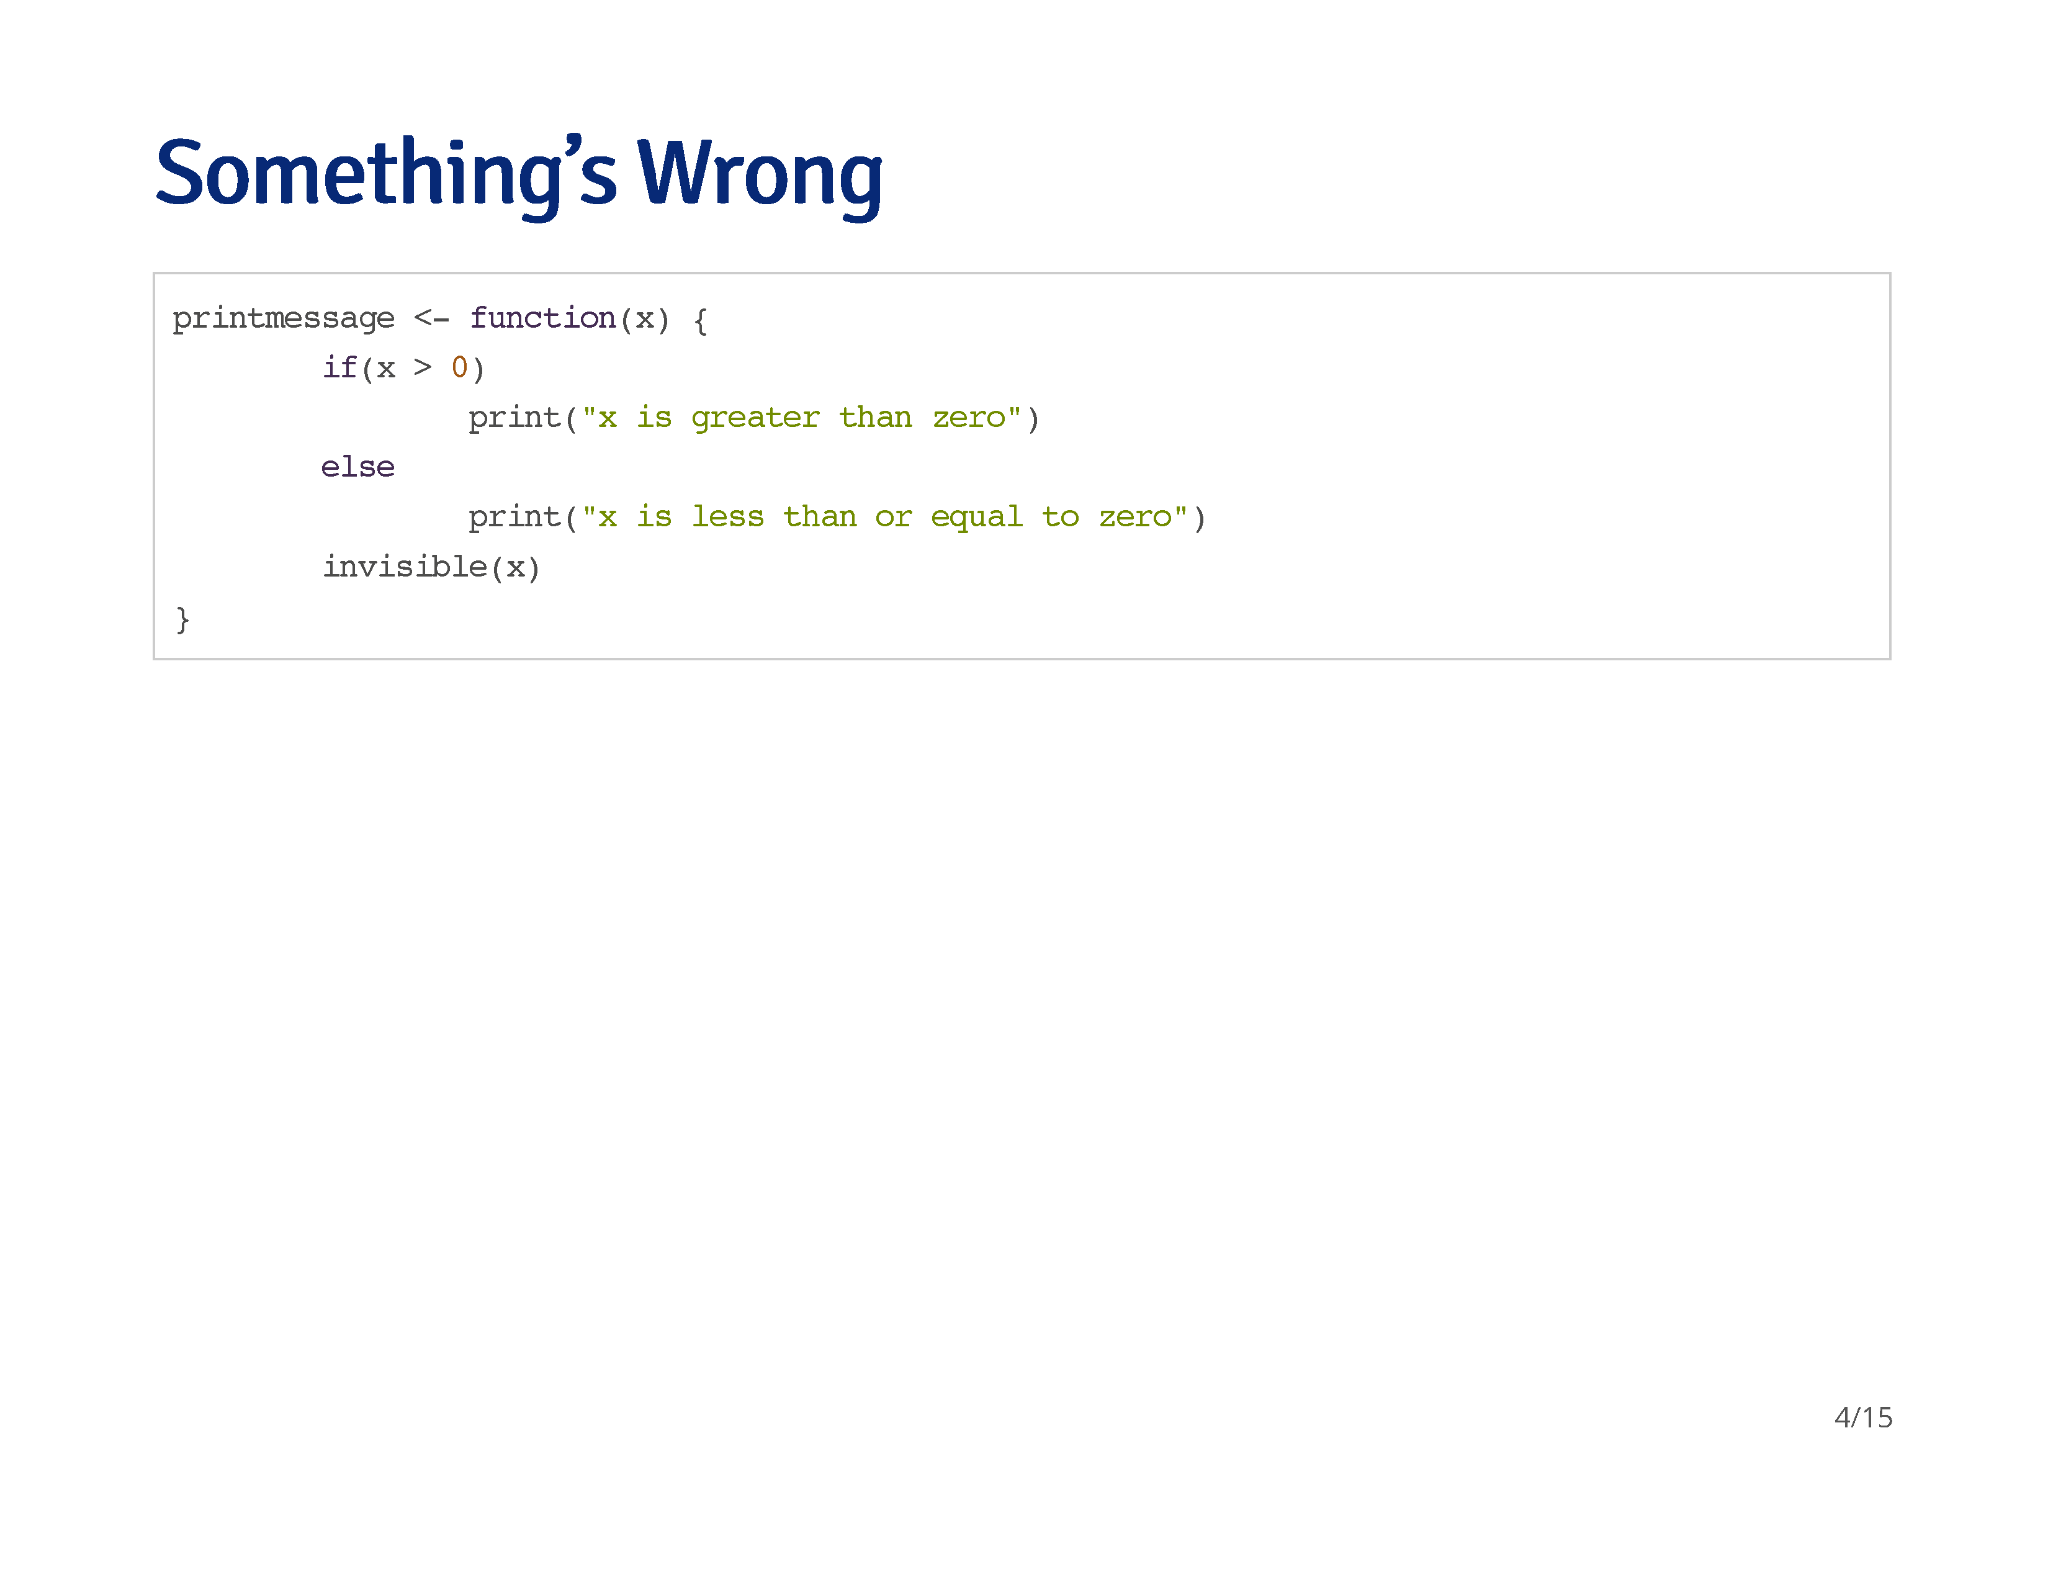 Something’s Wrong
printmessage <- function(x) {
        if(x > 0)
                print("x is greater than zero")
        else
                print("x is less than or equal to zero")
        invisible(x)
}
4/15